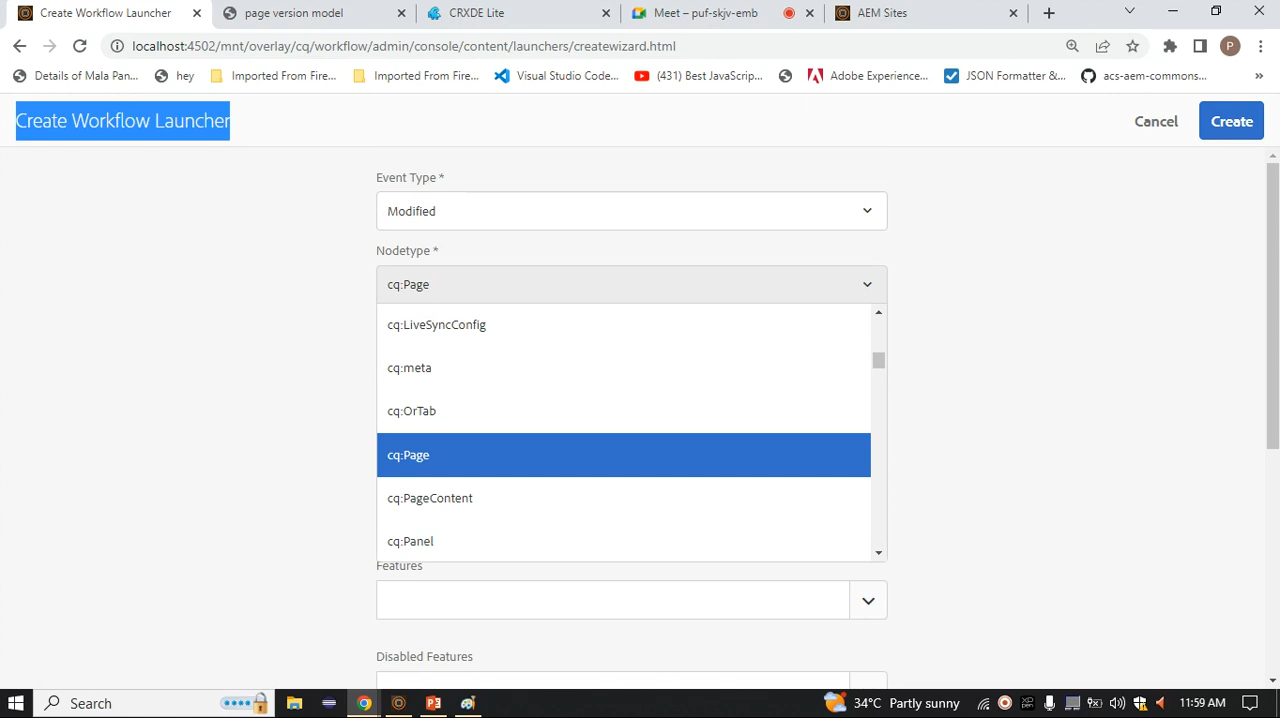 Create Workflow Launcher
page version model
CRXDE Lite
Meet – puf-skjv-emb
AEM Sites
localhost:4502/mnt/overlay/cq/workflow/admin/console/content/launchers/createwizard.html
P
Details of Mala Pan...
hey
Imported From Fire...
Imported From Fire...
Visual Studio Code...
(431) Best JavaScrip...
Adobe Experience...
JSON Formatter &...
acs-aem-commons...
»
Create Workflow Launcher
Cancel
Create
Event Type *
Modified
Nodetype *
cq:Page
cq:LiveSyncConfig
cq:meta
cq:OrTab
cq:Page
cq:PageContent
cq:Panel
Features
Disabled Features
Search
34°C Partly sunny
11:59 AM